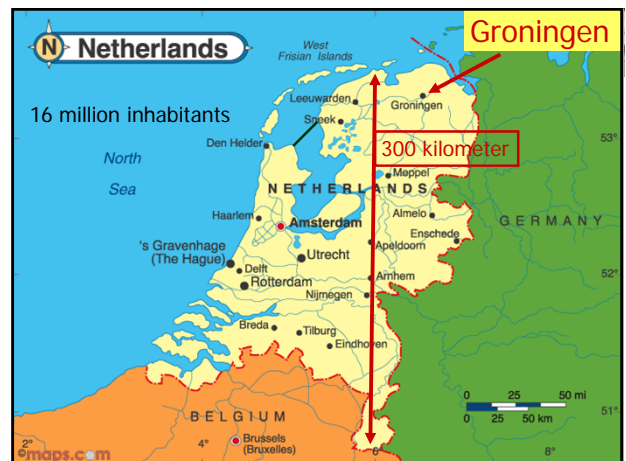 N Netherlands
West
Frisian Islands
Groningen
16 million inhabitants
Leeuwarden
Groningen
Sneek
53°
Den Helder
300 kilometer
North
Sea
Meppel
NETHERLANDS
Haarlem
Almelo
Amsterdam
GERMANY
Enschede
's Gravenhage
(The Hague)
Utrecht
Apeldoorn
Delft
Arnhem
52°
Rotterdam
Nijmegen
Breda
Tilburg
Eindhoven
0 25 50 mi
0 25 50 km
51°
BELGIUM
Brussels
(Bruxelles)
2°
4°
6°
8°
©maps.com